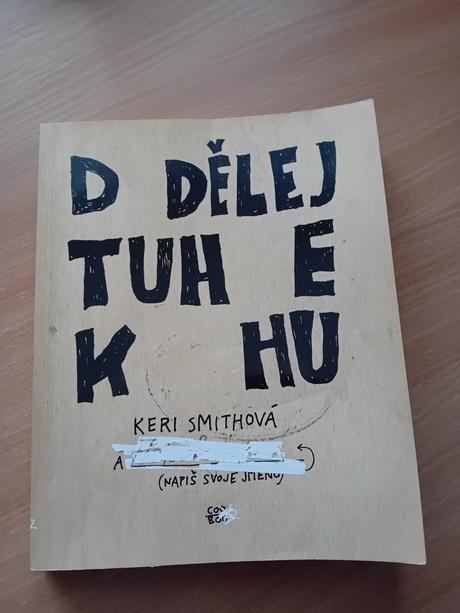 D DĚLEJ
TUH E
K HU
KERI SMITHOVÁ
A
(NAPIŠ SVOJE JMÉNO)